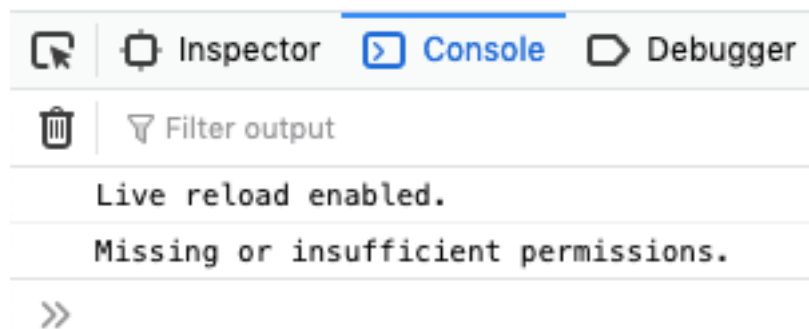 Inspector Console Debugger
Filter output
Live reload enabled.
Missing or insufficient permissions.